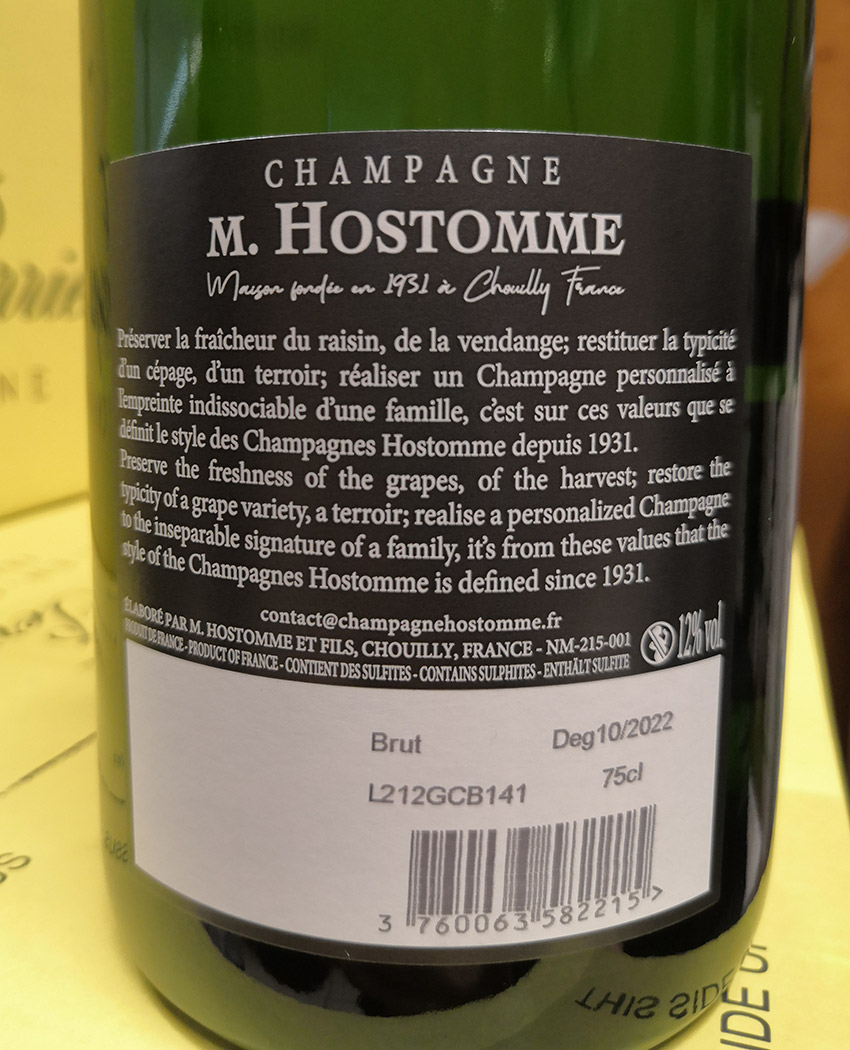 CHAMPAGNE
M. HOSTOMME
Maison fondée en 1931 à Chouilly France
Préserver la fraîcheur du raisin, de la vendange; restituer la typicité
d'un cépage, d'un terroir; réaliser un Champagne personnalisé à
l'empreinte indissociable d'une famille, c'est sur ces valeurs que se
définit le style des Champagnes Hostomme depuis 1931.
Preserve the freshness of the grapes, of the harvest; restore the
typicity of a grape variety, a terroir; realise a personalized Champagne
to the inseparable signature of a family, it's from these values that the
style of the Champagnes Hostomme is defined since 1931.
contact@champagnehostomme.fr
ÉLABORÉ PAR M. HOSTOMME ET FILS, CHOUILLY, FRANCE - NM-215-001
PRODUIT DE FRANCE - PRODUCT OF FRANCE - CONTIENT DES SULFITES - CONTAINS SULPHITES - ENTHÄLT SULFITE
12% vol.
Brut
Deg10/2022
L212GCB141
75cl
3 760063 582215 >
THIS SIDE